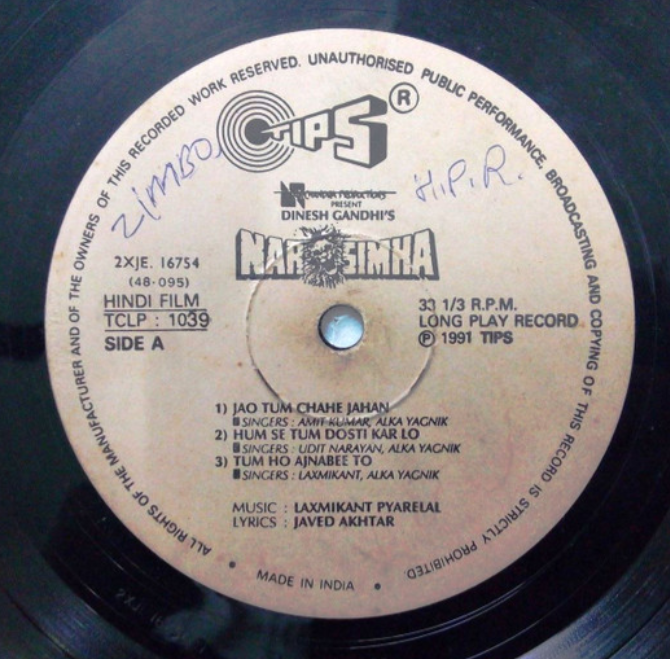 ALL RIGHTS OF THE MANUFACTURER AND OF THE OWNERS OF THIS RECORDED WORK RESERVED. UNAUTHORISED PUBLIC PERFORMANCE, BROADCASTING AND COPYING OF THIS RECORD IS STRICTLY PROHIBITED.
TIPS ®
ZIMBO,
H.P.R.
PRESENT
DINESH GANDHI'S
NARSIMHA
2XJE. 16754
(48-095)
HINDI FILM
TCLP : 1039
SIDE A
33 1/3 R.P.M.
LONG PLAY RECORD
℗ 1991 TIPS
1) JAO TUM CHAHE JAHAN
SINGERS : AMIT KUMAR, ALKA YAGNIK
2) HUM SE TUM DOSTI KAR LO
SINGERS : UDIT NARAYAN, ALKA YAGNIK
3) TUM HO AJNABEE TO
SINGERS : LAXMIKANT, ALKA YAGNIK
MUSIC : LAXMIKANT PYARELAL
LYRICS : JAVED AKHTAR
• MADE IN INDIA •